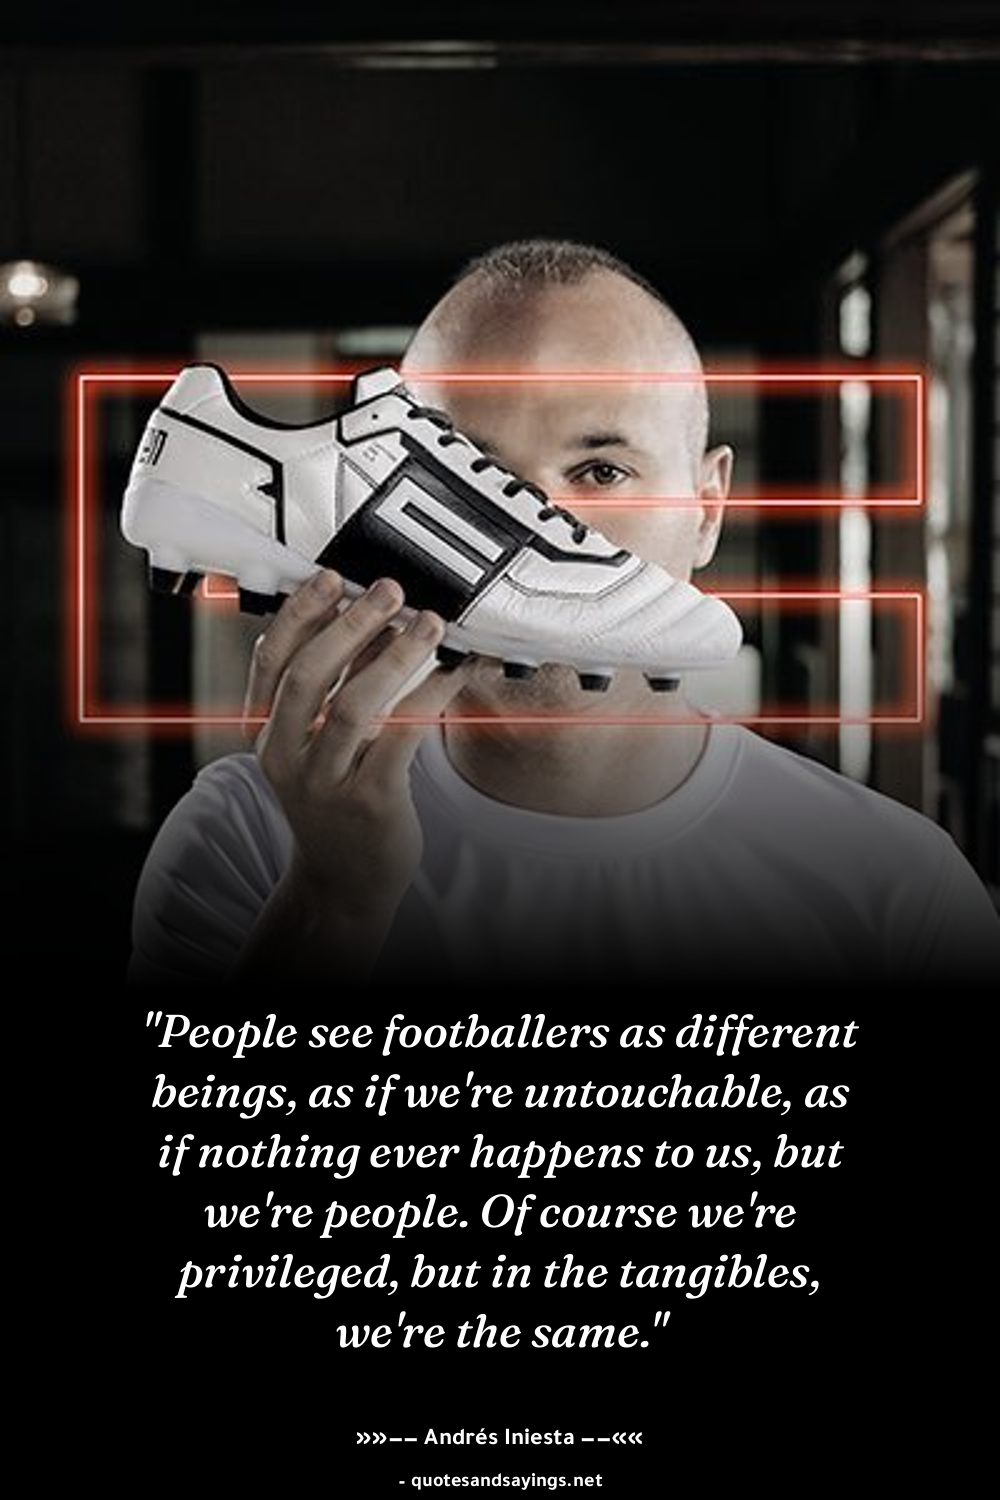 "People see footballers as different
beings, as if we're untouchable, as
if nothing ever happens to us, but
we're people. Of course we're
privileged, but in the tangibles,
we're the same."
»»–– Andrés Iniesta ––««
- quotesandsayings.net